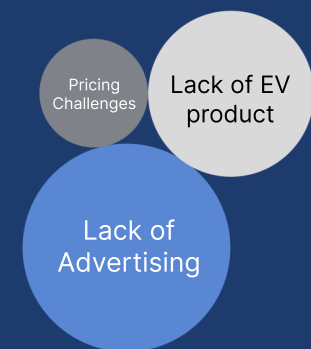 Pricing
Challenges
Lack of EV
product
Lack of
Advertising